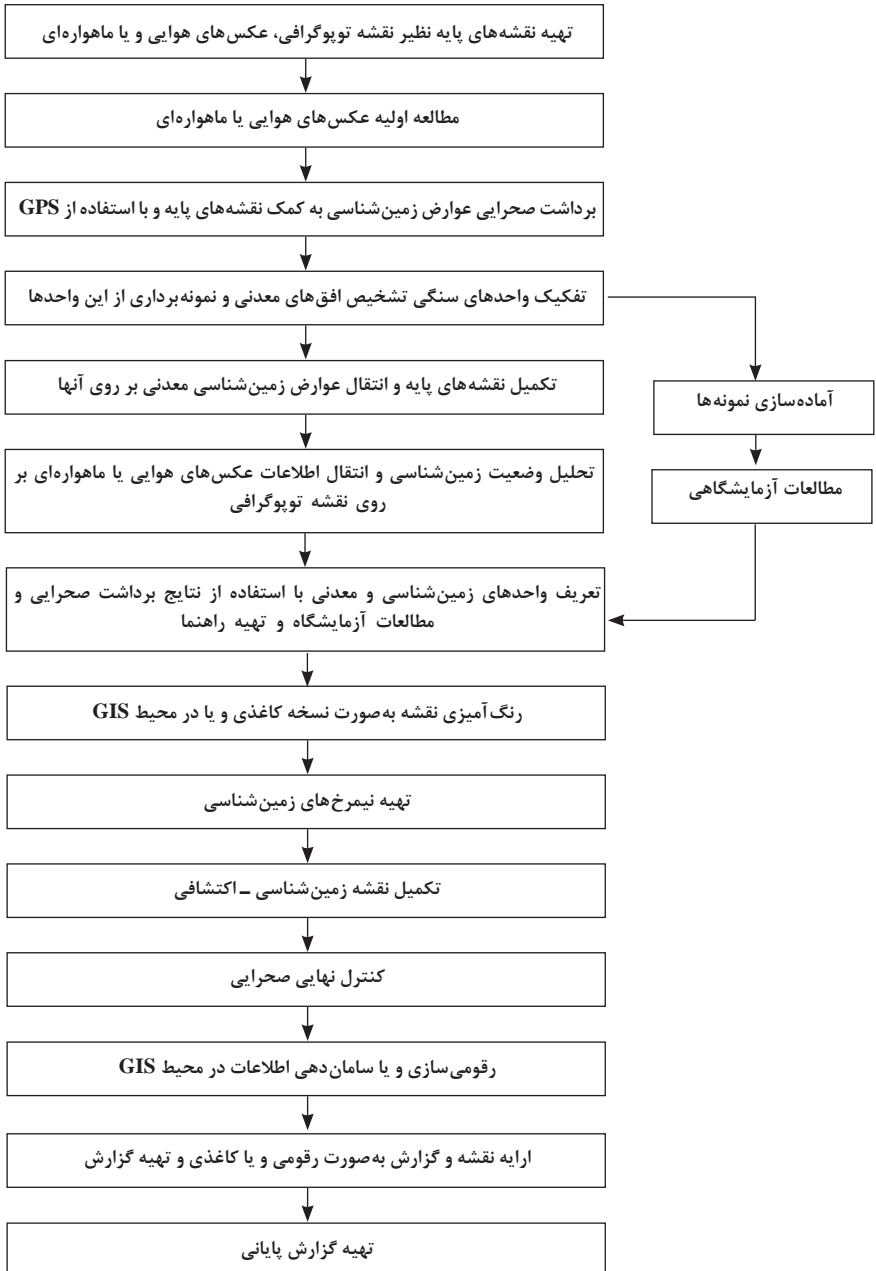 تهیه نقشه‌های پایه نظیر نقشه توپوگرافی، عکس‌های هوایی و یا ماهواره‌ای
مطالعه اولیه عکس‌های هوایی یا ماهواره‌ای
برداشت صحرایی عوارض زمین‌شناسی به کمک نقشه‌های پایه و با استفاده از GPS
تفکیک واحدهای سنگی تشخیص افق‌های معدنی و نمونه‌برداری از این واحدها
تکمیل نقشه‌های پایه و انتقال عوارض زمین‌شناسی معدنی بر روی آنها
آماده‌سازی نمونه‌ها
تحلیل وضعیت زمین‌شناسی و انتقال اطلاعات عکس‌های هوایی یا ماهواره‌ای بر
روی نقشه توپوگرافی
مطالعات آزمایشگاهی
تعریف واحدهای زمین‌شناسی و معدنی با استفاده از نتایج برداشت صحرایی و
مطالعات آزمایشگاه و تهیه راهنما
رنگ‌آمیزی نقشه به‌صورت نسخه کاغذی و یا در محیط GIS
تهیه نیمرخ‌های زمین‌شناسی
تکمیل نقشه زمین‌شناسی ــ اکتشافی
کنترل نهایی صحرایی
رقومی‌سازی و یا سامان‌دهی اطلاعات در محیط GIS
ارایه نقشه و گزارش به‌صورت رقومی و یا کاغذی و تهیه گزارش
تهیه گزارش پایانی